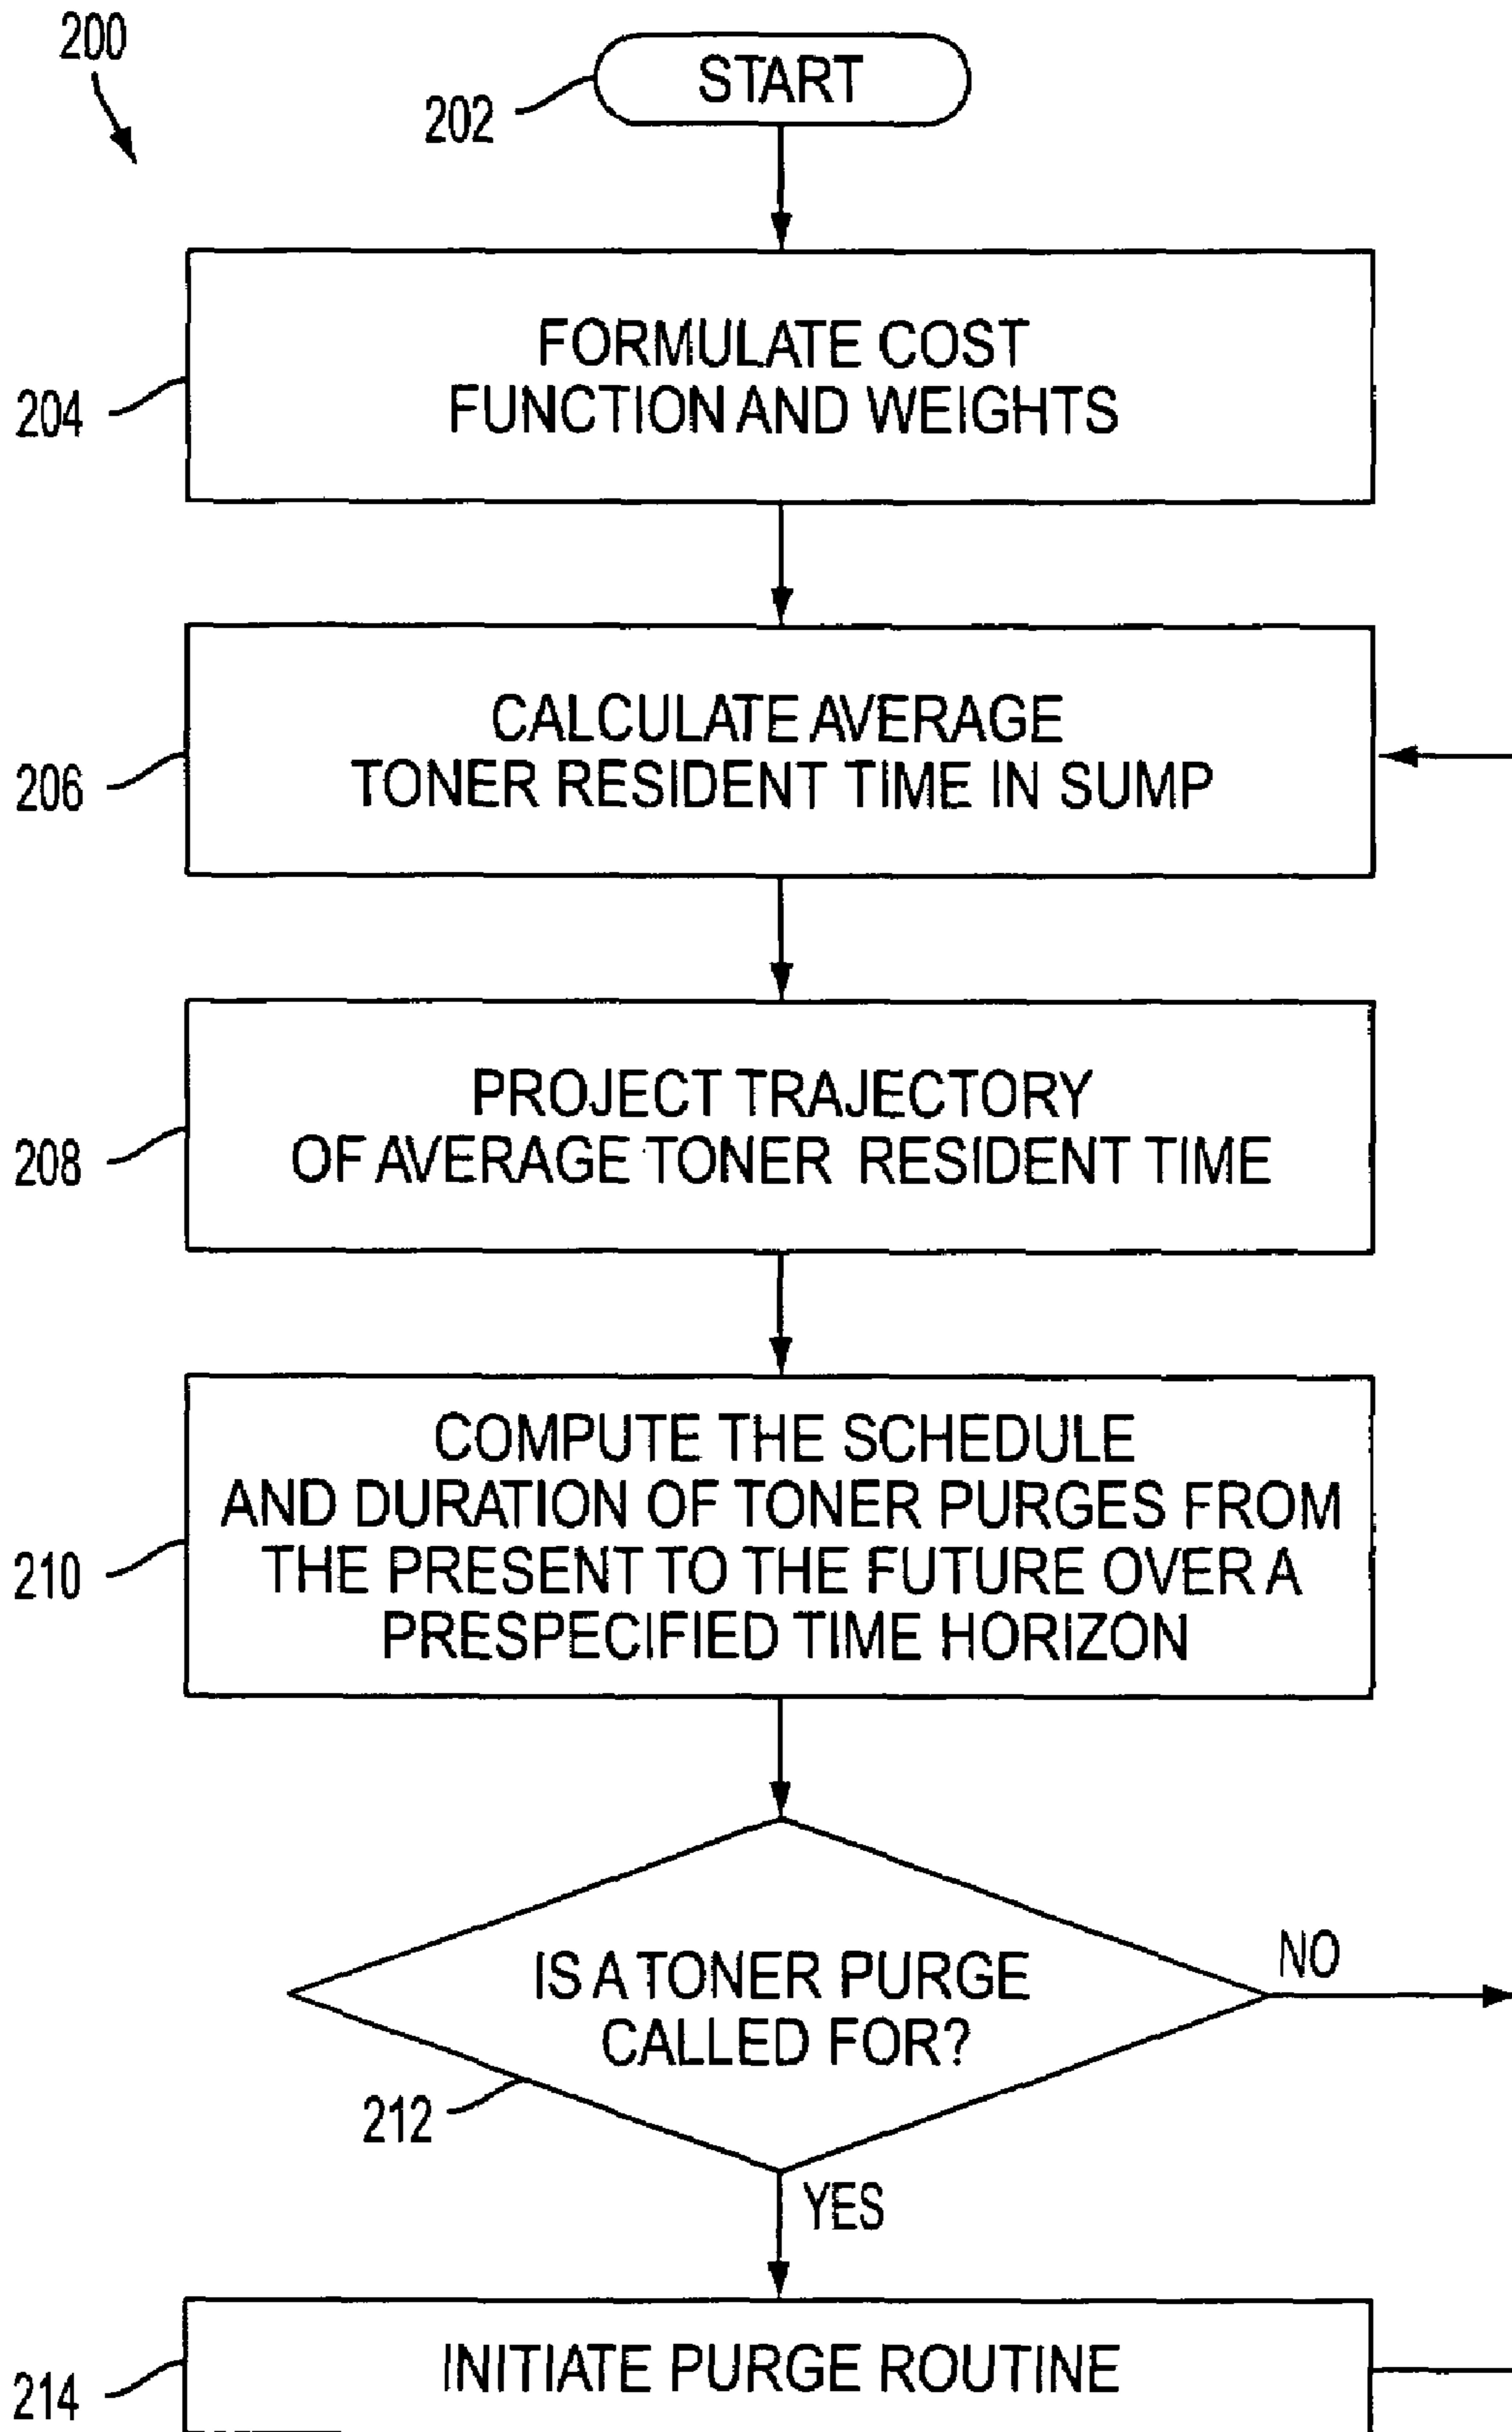 200
START
202
FORMULATE COST
FUNCTION AND WEIGHTS
204
CALCULATE AVERAGE
TONER RESIDENT TIME IN SUMP
206
PROJECT TRAJECTORY
OF AVERAGE TONER RESIDENT TIME
208
COMPUTE THE SCHEDULE
AND DURATION OF TONER PURGES FROM
THE PRESENT TO THE FUTURE OVER A
PRESPECIFIED TIME HORIZON
210
IS A TONER PURGE
CALLED FOR?
NO
212
YES
INITIATE PURGE ROUTINE
214